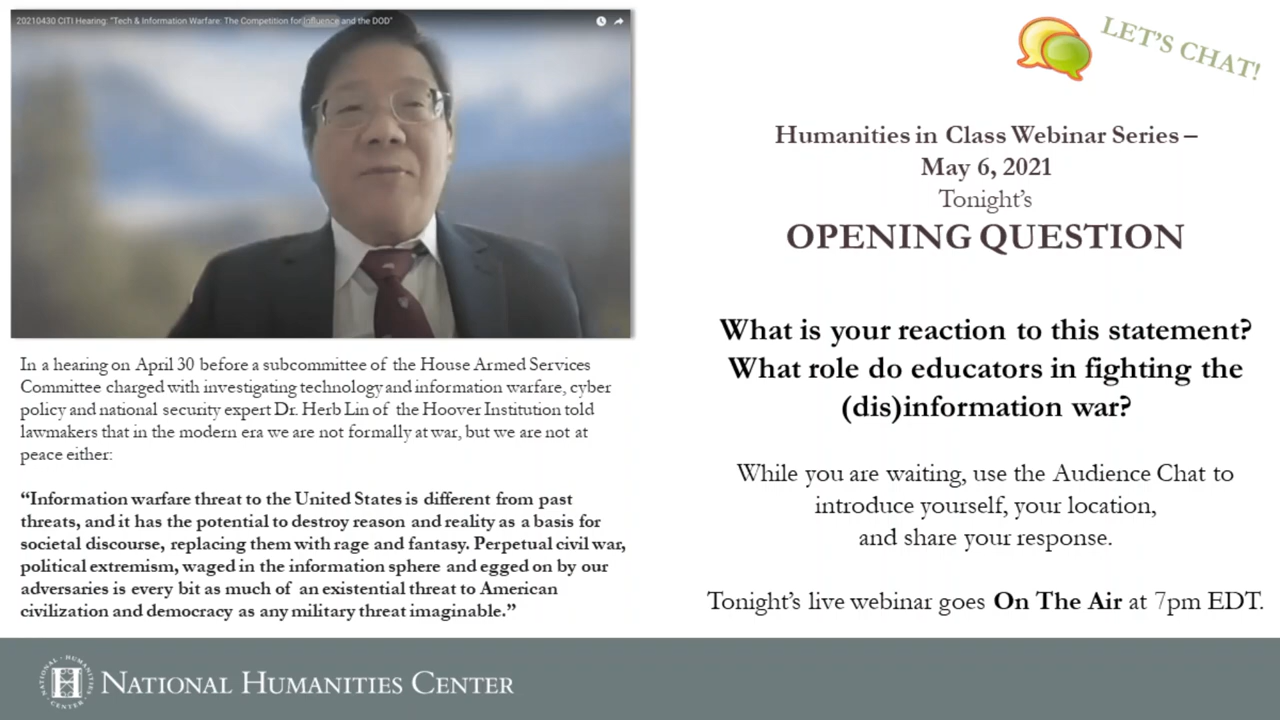 20210430 CITI Hearing: "Tech & Information Warfare: The Competition for Influence and the DOD"
In a hearing on April 30 before a subcommittee of the House Armed Services
Committee charged with investigating technology and information warfare, cyber
policy and national security expert Dr. Herb Lin of the Hoover Institution told
lawmakers that in the modern era we are not formally at war, but we are not at
peace either:
“Information warfare threat to the United States is different from past
threats, and it has the potential to destroy reason and reality as a basis for
societal discourse, replacing them with rage and fantasy. Perpetual civil war,
political extremism, waged in the information sphere and egged on by our
adversaries is every bit as much of an existential threat to American
civilization and democracy as any military threat imaginable.”
LET’S CHAT!
Humanities in Class Webinar Series –
May 6, 2021
Tonight’s
OPENING QUESTION
What is your reaction to this statement?
What role do educators in fighting the
(dis)information war?
While you are waiting, use the Audience Chat to
introduce yourself, your location,
and share your response.
Tonight’s live webinar goes On The Air at 7pm EDT.
NATIONAL · HUMANITIES · CENTER ·
H
NATIONAL HUMANITIES CENTER